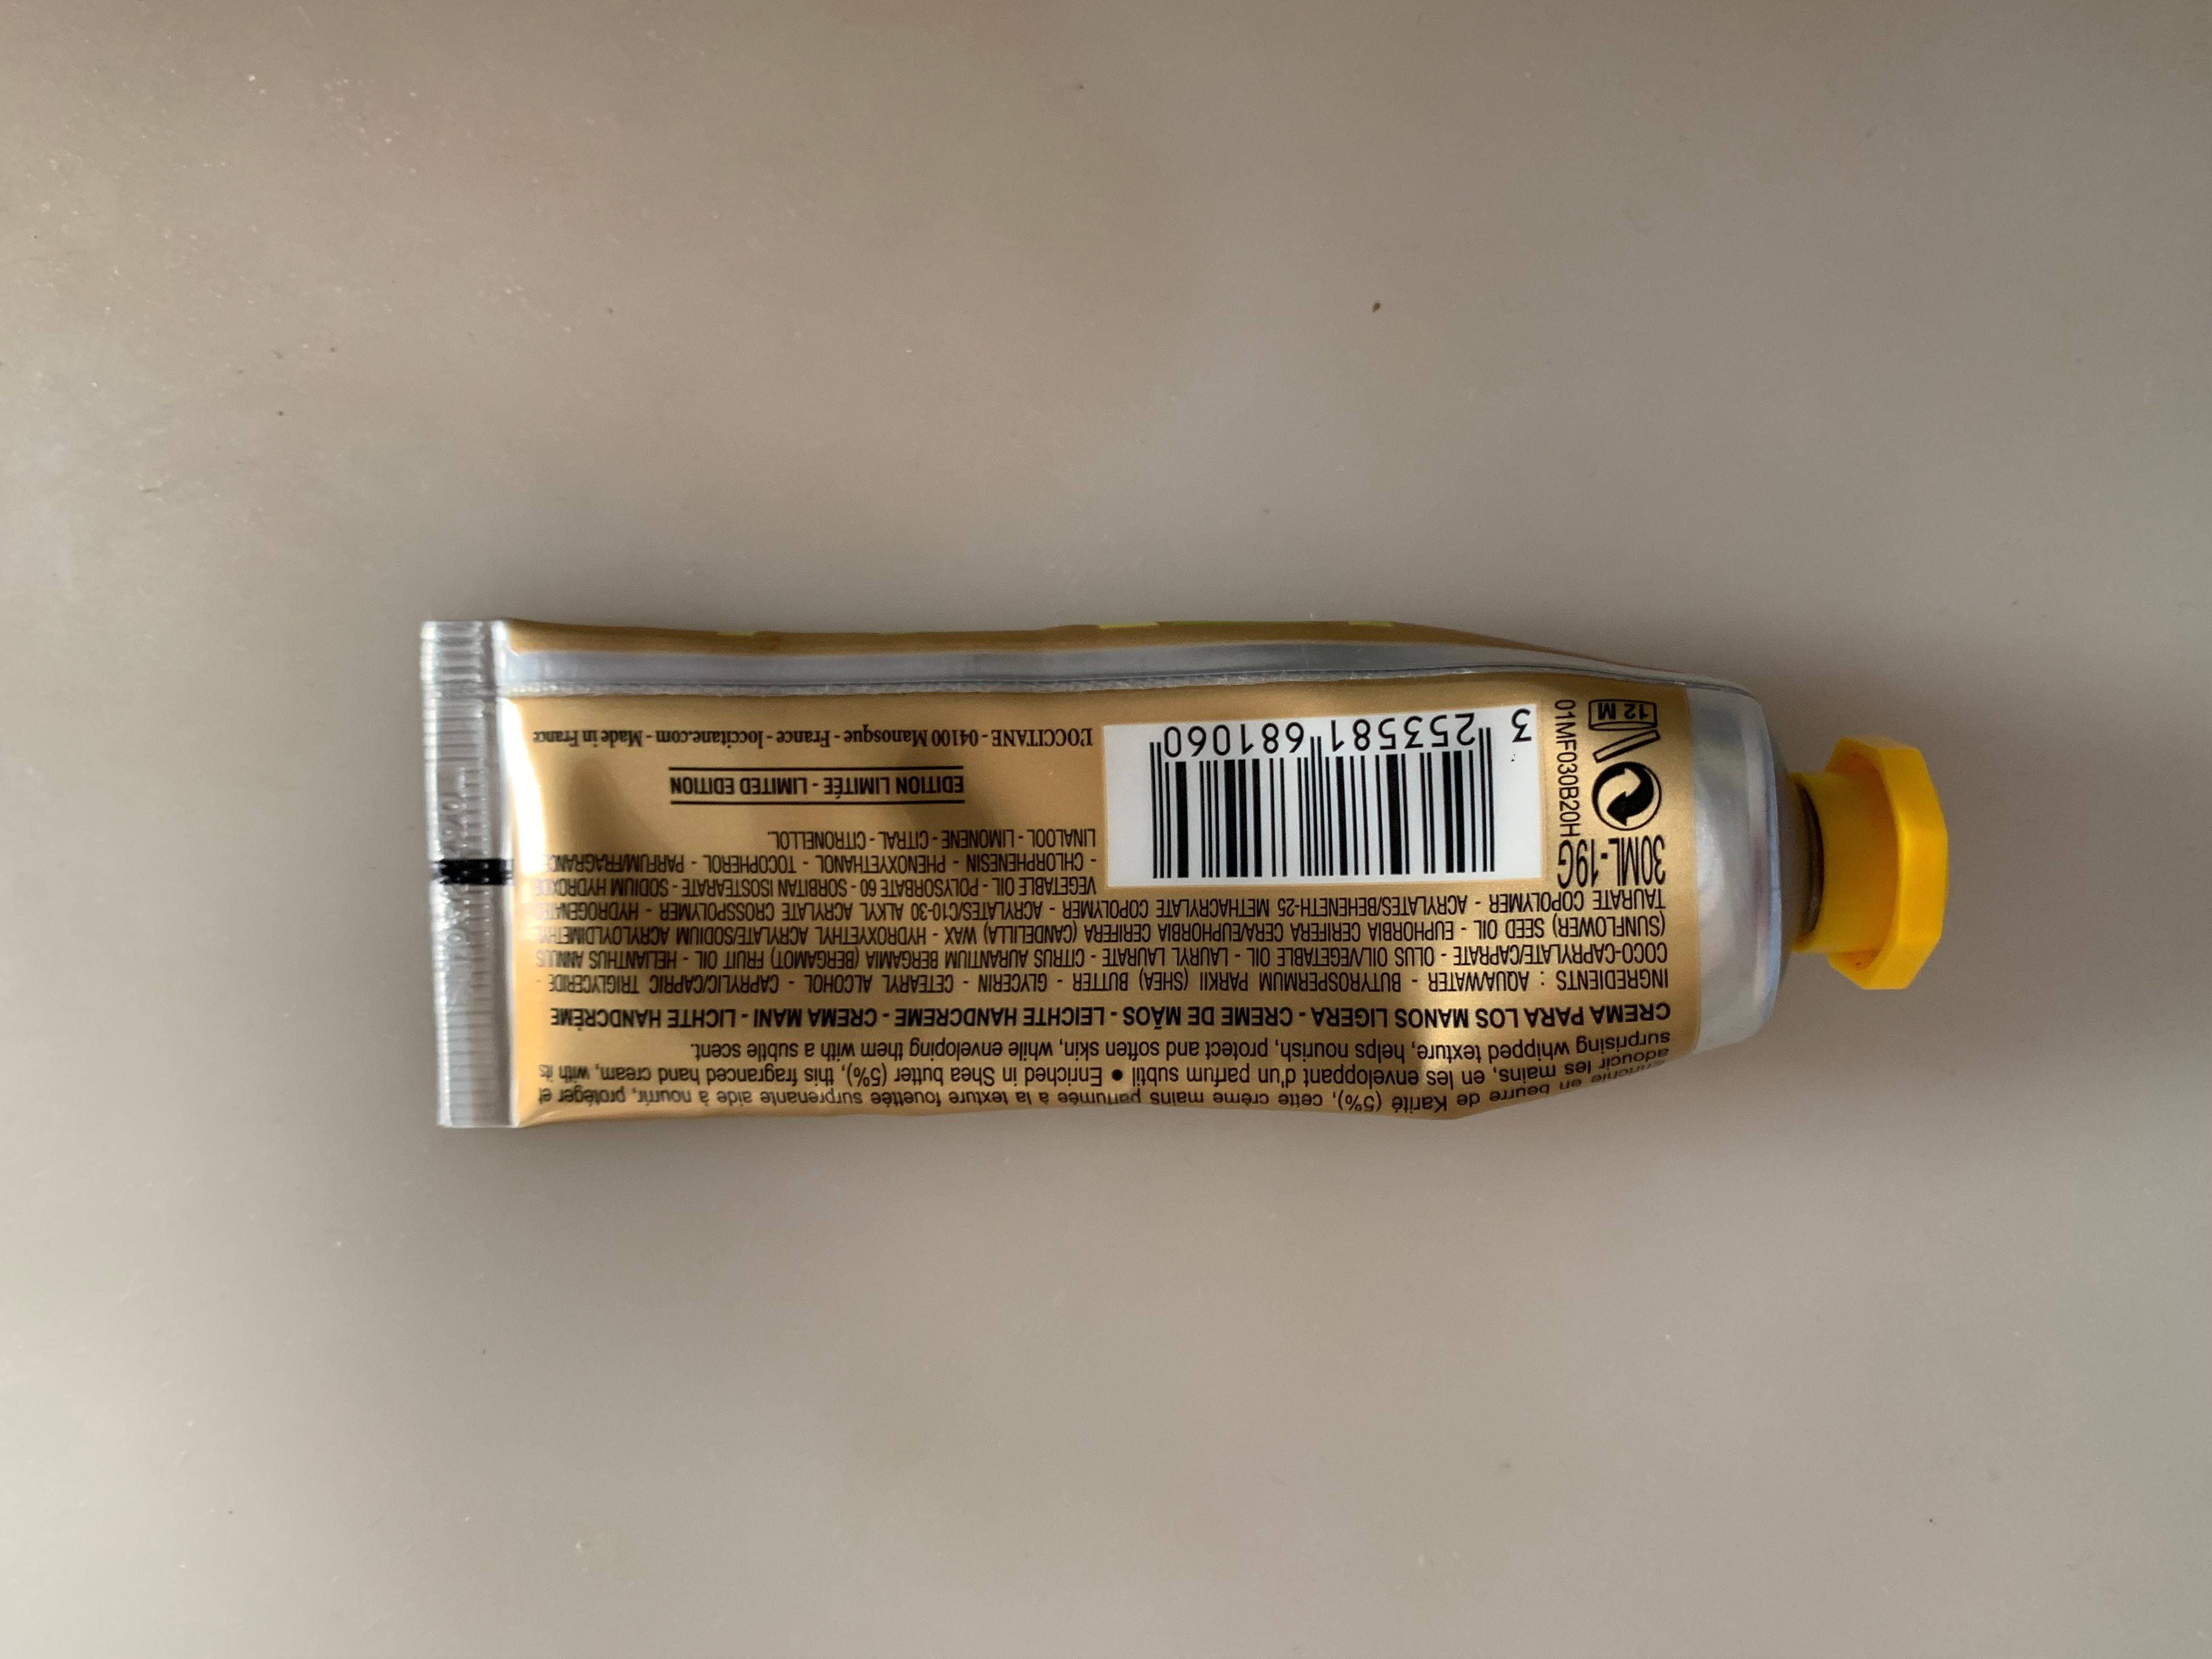 Enrichie en beurre de Karité (5%), cette crème mains parfumée à la texture fouettée surprenante aide à nourrir, protéger et
adoucir les mains, en les enveloppant d'un parfum subtil • Enriched in Shea butter (5%), this fragranced hand cream, with its
surprising whipped texture, helps nourish, protect and soften skin, while enveloping them with a subtle scent.
CREMA PARA LOS MANOS LIGERA - CREME DE MÃOS - LEICHTE HANDCREME - CREMA MANI - LICHTE HANDCRÈME
INGREDIENTS : AQUA/WATER - BUTYROSPERMUM PARKII (SHEA) BUTTER - GLYCERIN - CETEARYL ALCOHOL - CAPRYLIC/CAPRIC TRIGLYCERIDE -
COCO-CAPRYLATE/CAPRATE - OLUS OIL/VEGETABLE OIL - LAURYL LAURATE - CITRUS AURANTIUM BERGAMIA (BERGAMOT) FRUIT OIL - HELIANTHUS ANNUUS
(SUNFLOWER) SEED OIL - EUPHORBIA CERIFERA CERA/EUPHORBIA CERIFERA (CANDELILLA) WAX - HYDROXYETHYL ACRYLATE/SODIUM ACRYLOYLDIMETHYL
TAURATE COPOLYMER - ACRYLATES/BEHENETH-25 METHACRYLATE COPOLYMER - ACRYLATES/C10-30 ALKYL ACRYLATE CROSSPOLYMER - HYDROGENATED
VEGETABLE OIL - POLYSORBATE 60 - SORBITAN ISOSTEARATE - SODIUM HYDROXIDE
- CHLORPHENESIN - PHENOXYETHANOL - TOCOPHEROL - PARFUM/FRAGRANCE
LINALOOL - LIMONENE - CITRAL - CITRONELLOL.
EDITION LIMITÉE - LIMITED EDITION
L'OCCITANE - 04100 Manosque - France - loccitane.com - Made in France
30ML-19G
12 M
01MF030B20H
3 253581 681060